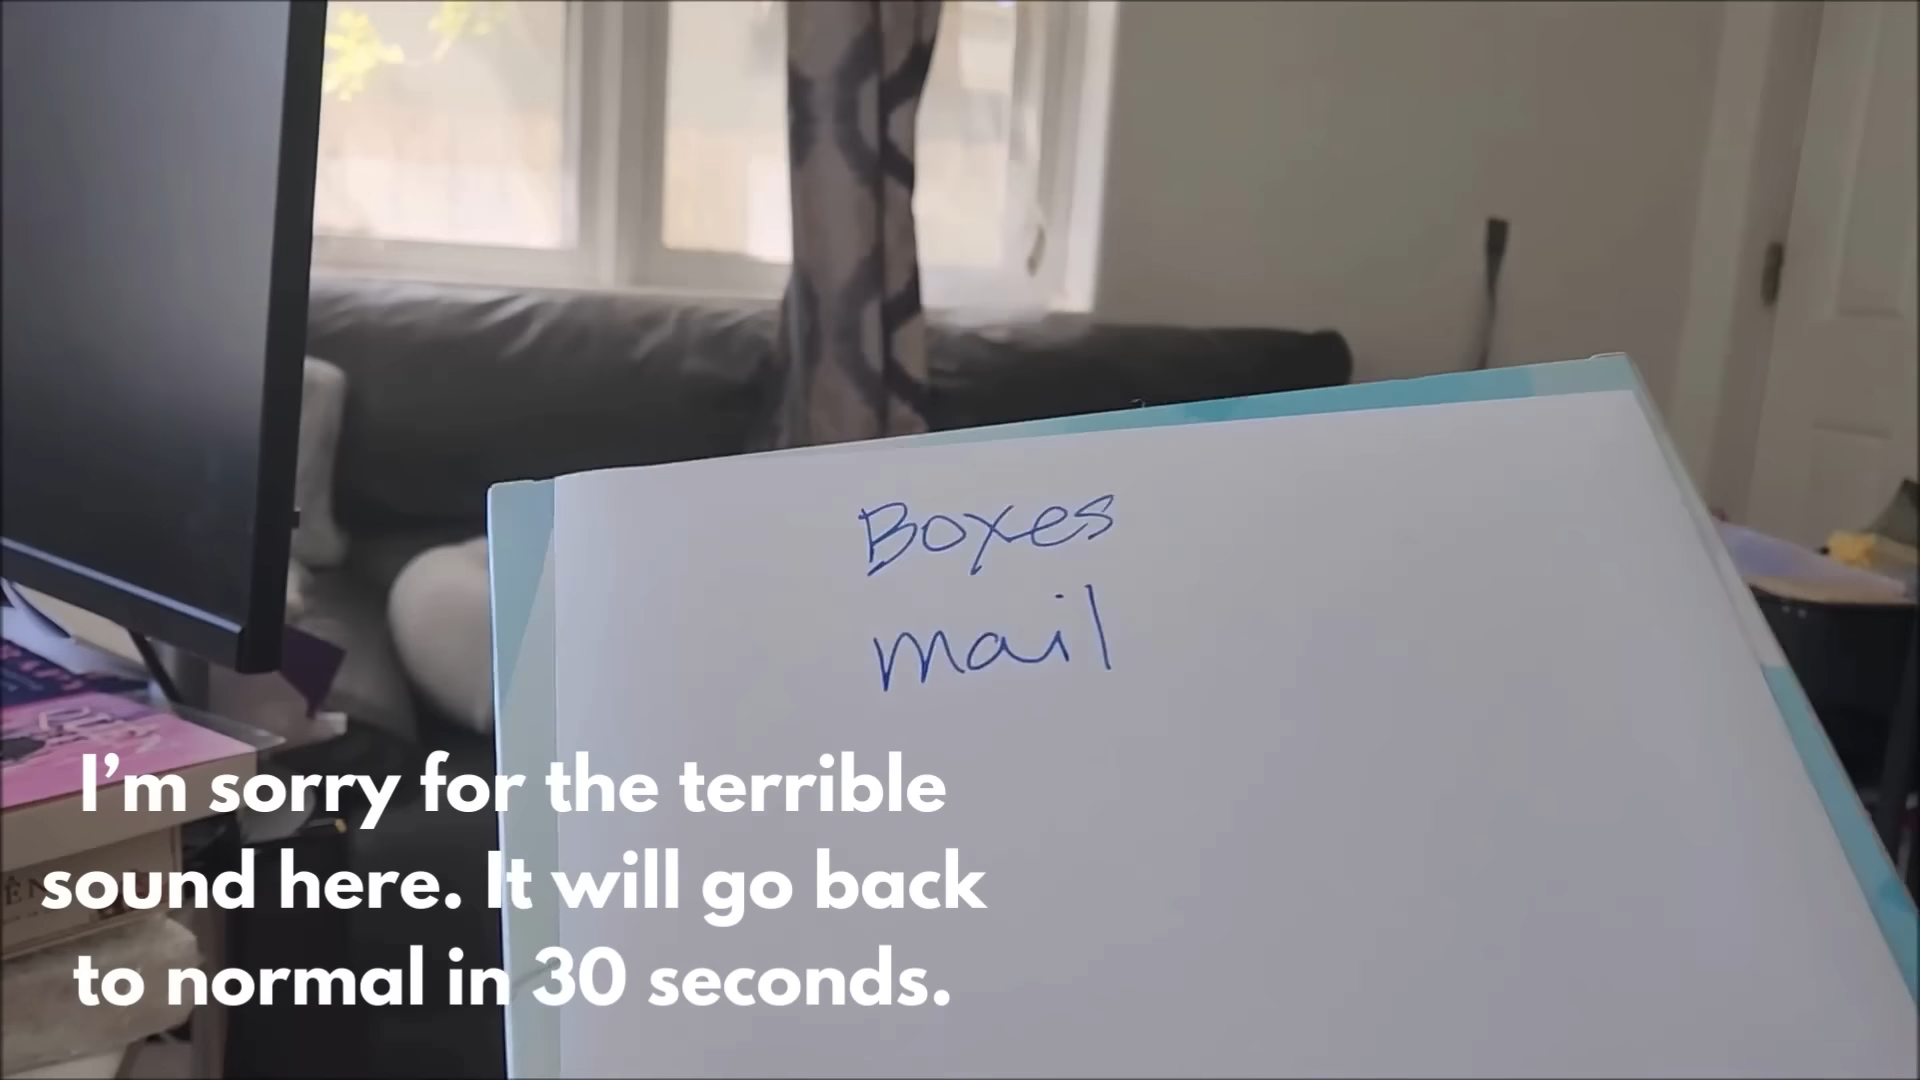 Boxes
mail
I’m sorry for the terrible
sound here. It will go back
to normal in 30 seconds.